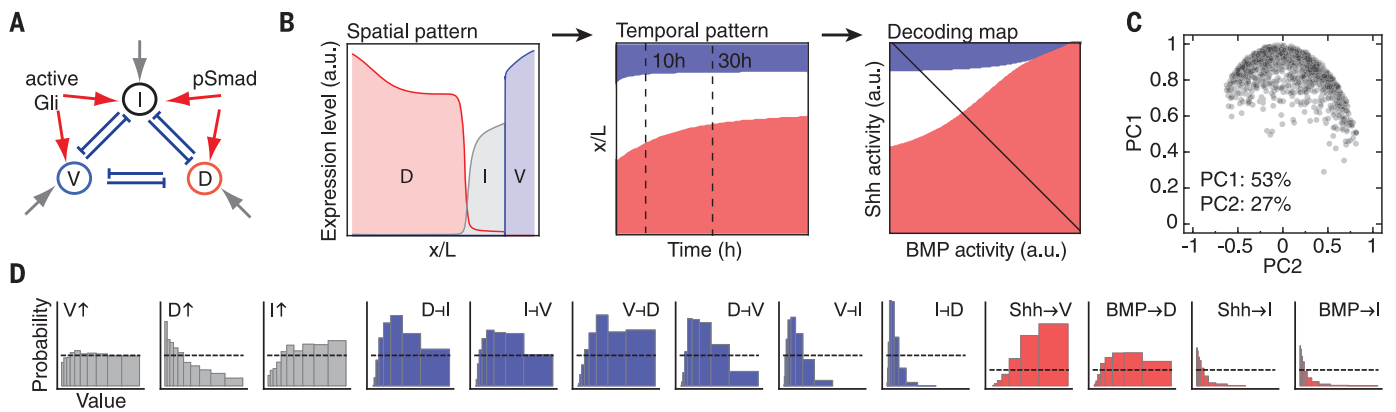 A
active
Gli
pSmad
I
V
D
B
Spatial pattern
Expression level (a.u.)
D
I
V
x/L
Temporal pattern
10h
30h
x/L
Time (h)
Decoding map
Shh activity (a.u.)
BMP activity (a.u.)
C
PC1
1
0.8
0.6
0.4
0.2
0
PC1: 53%
PC2: 27%
-1
-0.5
0
0.5
1
PC2
D
Probability
Value
V↑
D↑
I↑
D⊣I
I⊣V
V⊣D
D⊣V
V⊣I
I⊣D
Shh→V
BMP→D
Shh→I
BMP→I